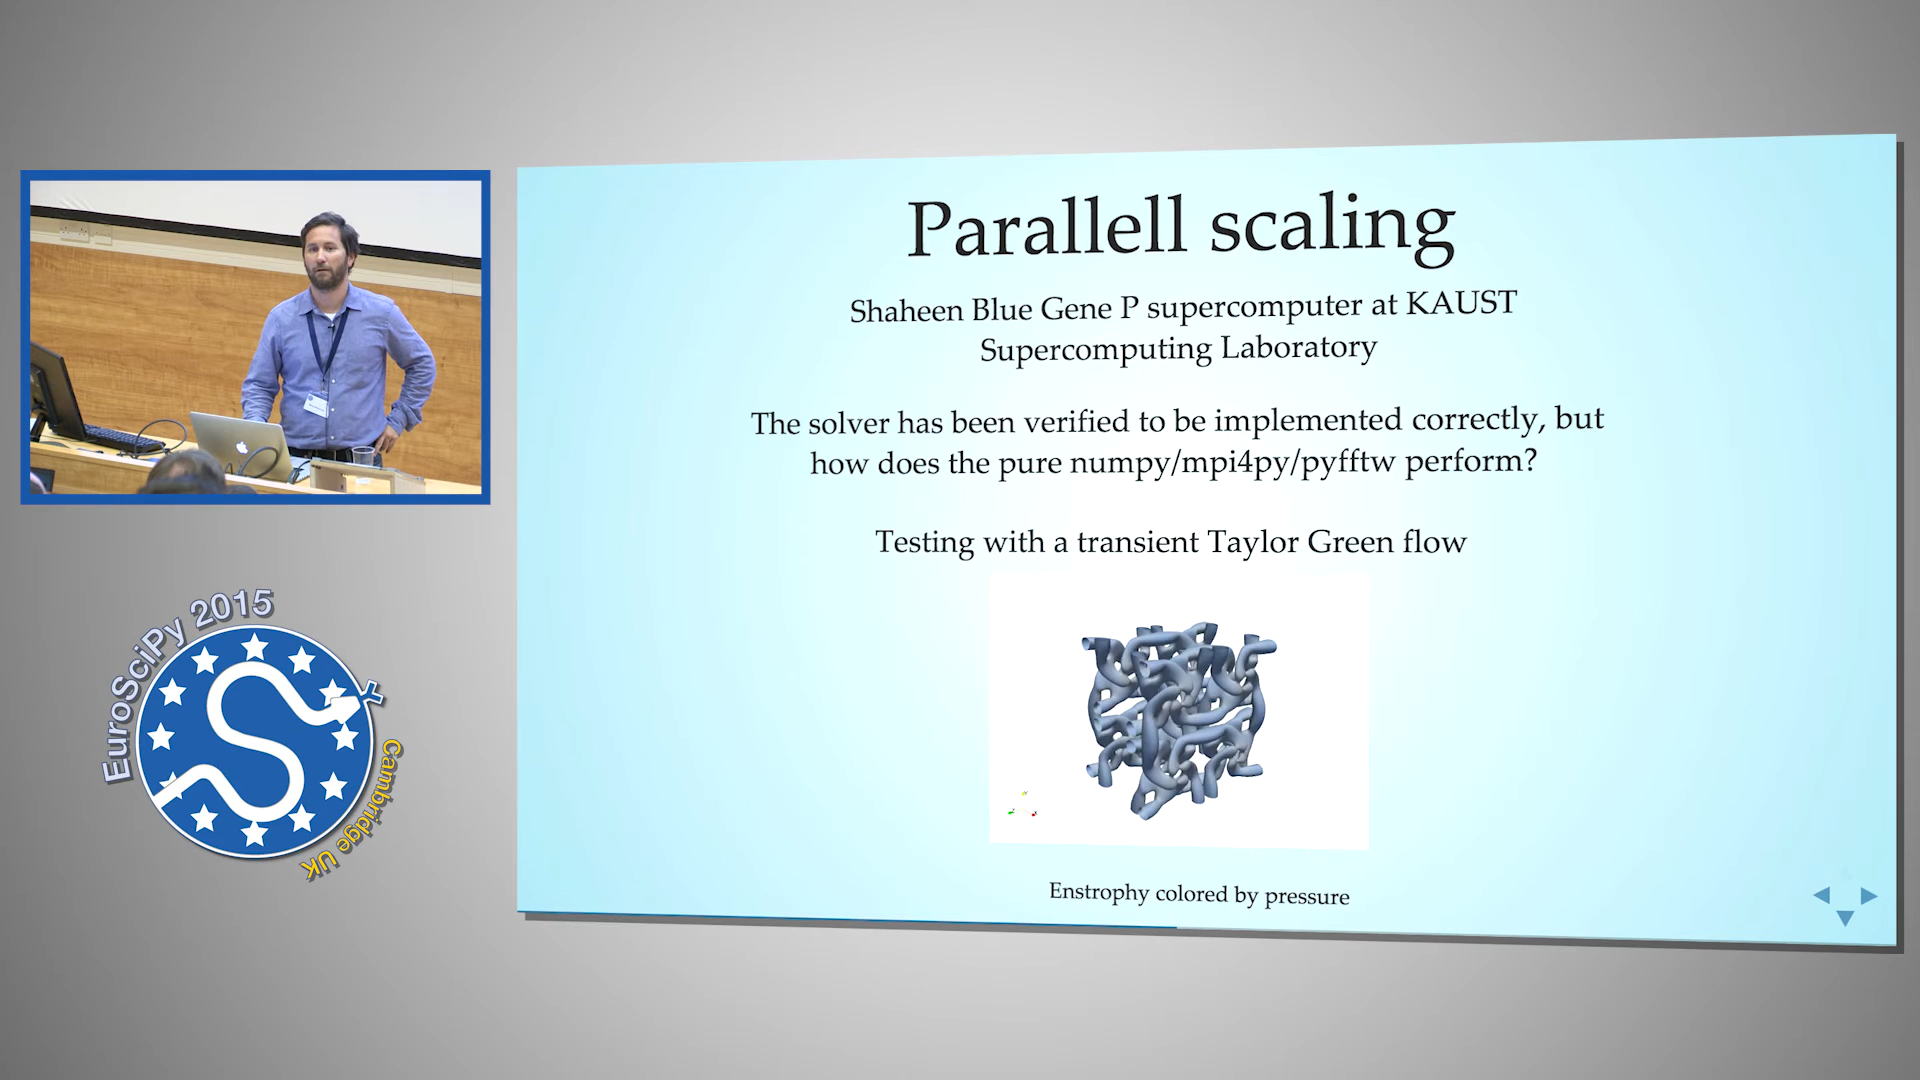 Parallell scaling
Shaheen Blue Gene P supercomputer at KAUST
Supercomputing Laboratory
The solver has been verified to be implemented correctly, but
how does the pure numpy/mpi4py/pyfftw perform?
Testing with a transient Taylor Green flow
Enstrophy colored by pressure
EuroSciPy 2015
Cambridge UK